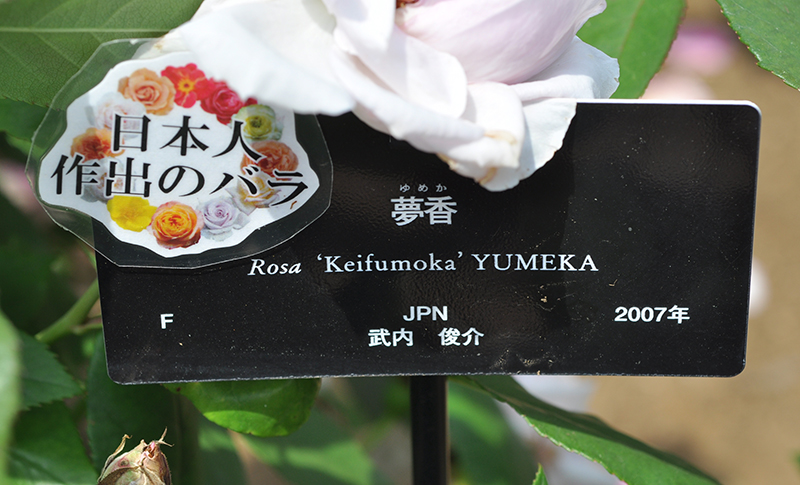 日本人
作出のバラ
ゆめか
夢香
Rosa ‘Keifumoka’ YUMEKA
F
JPN
2007年
武内 俊介